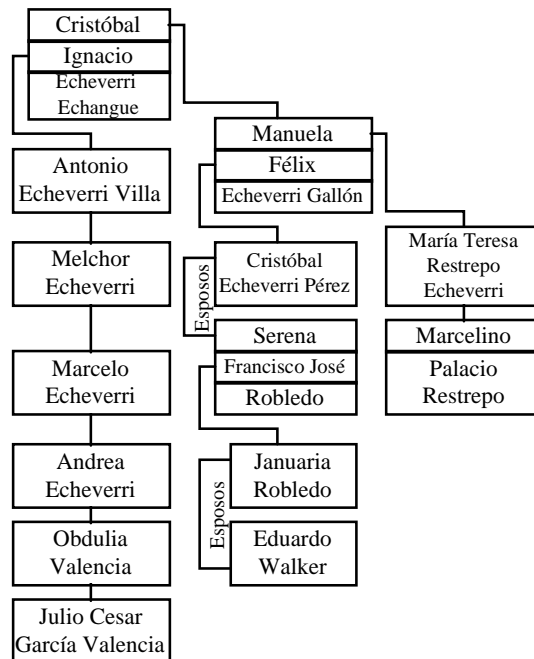 Cristóbal
Ignacio
Echeverri
Echangue
Antonio
Echeverri Villa
Melchor
Echeverri
Marcelo
Echeverri
Andrea
Echeverri
Obdulia
Valencia
Julio Cesar
García Valencia
Manuela
Félix
Echeverri Gallón
Esposos
Cristóbal
Echeverri Pérez
Serena
Francisco José
Robledo
Esposos
Januaria
Robledo
Eduardo
Walker
María Teresa
Restrepo
Echeverri
Marcelino
Palacio
Restrepo